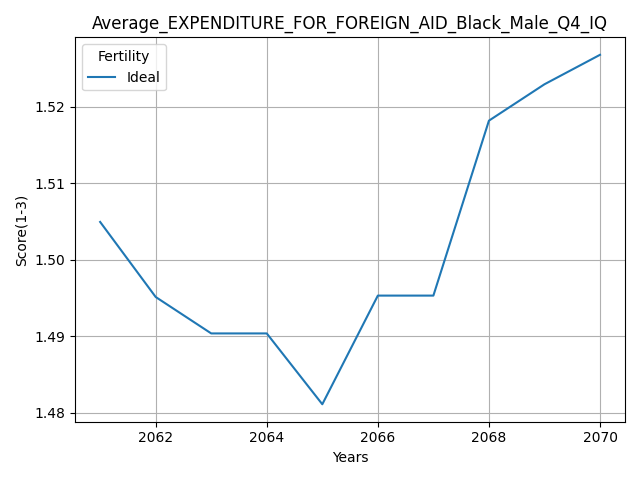 Average_EXPENDITURE_FOR_FOREIGN_AID_Black_Male_Q4_IQ
Fertility
Ideal
1.52
1.51
1.50
1.49
1.48
Score(1-3)
2062 2064 2066 2068 2070
Years